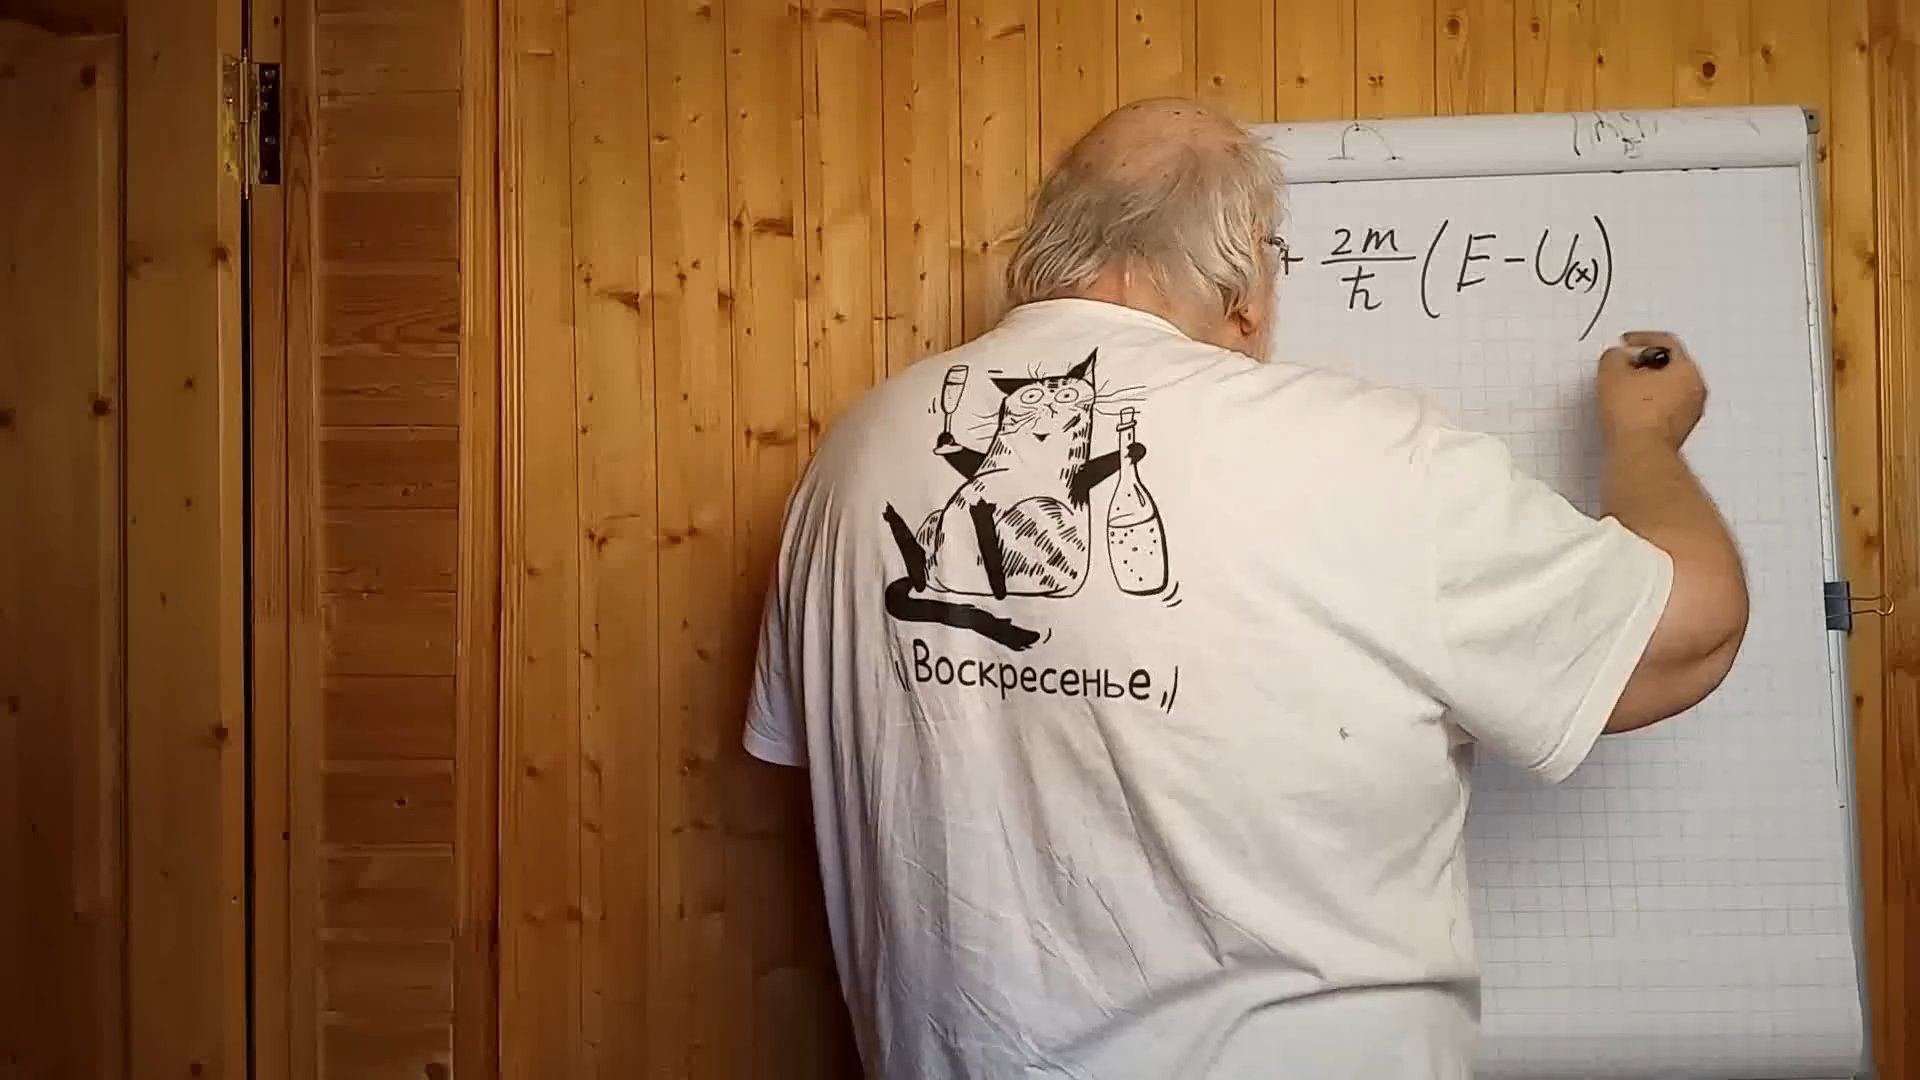 + 2m/ħ (E - U(x))
Воскресенье